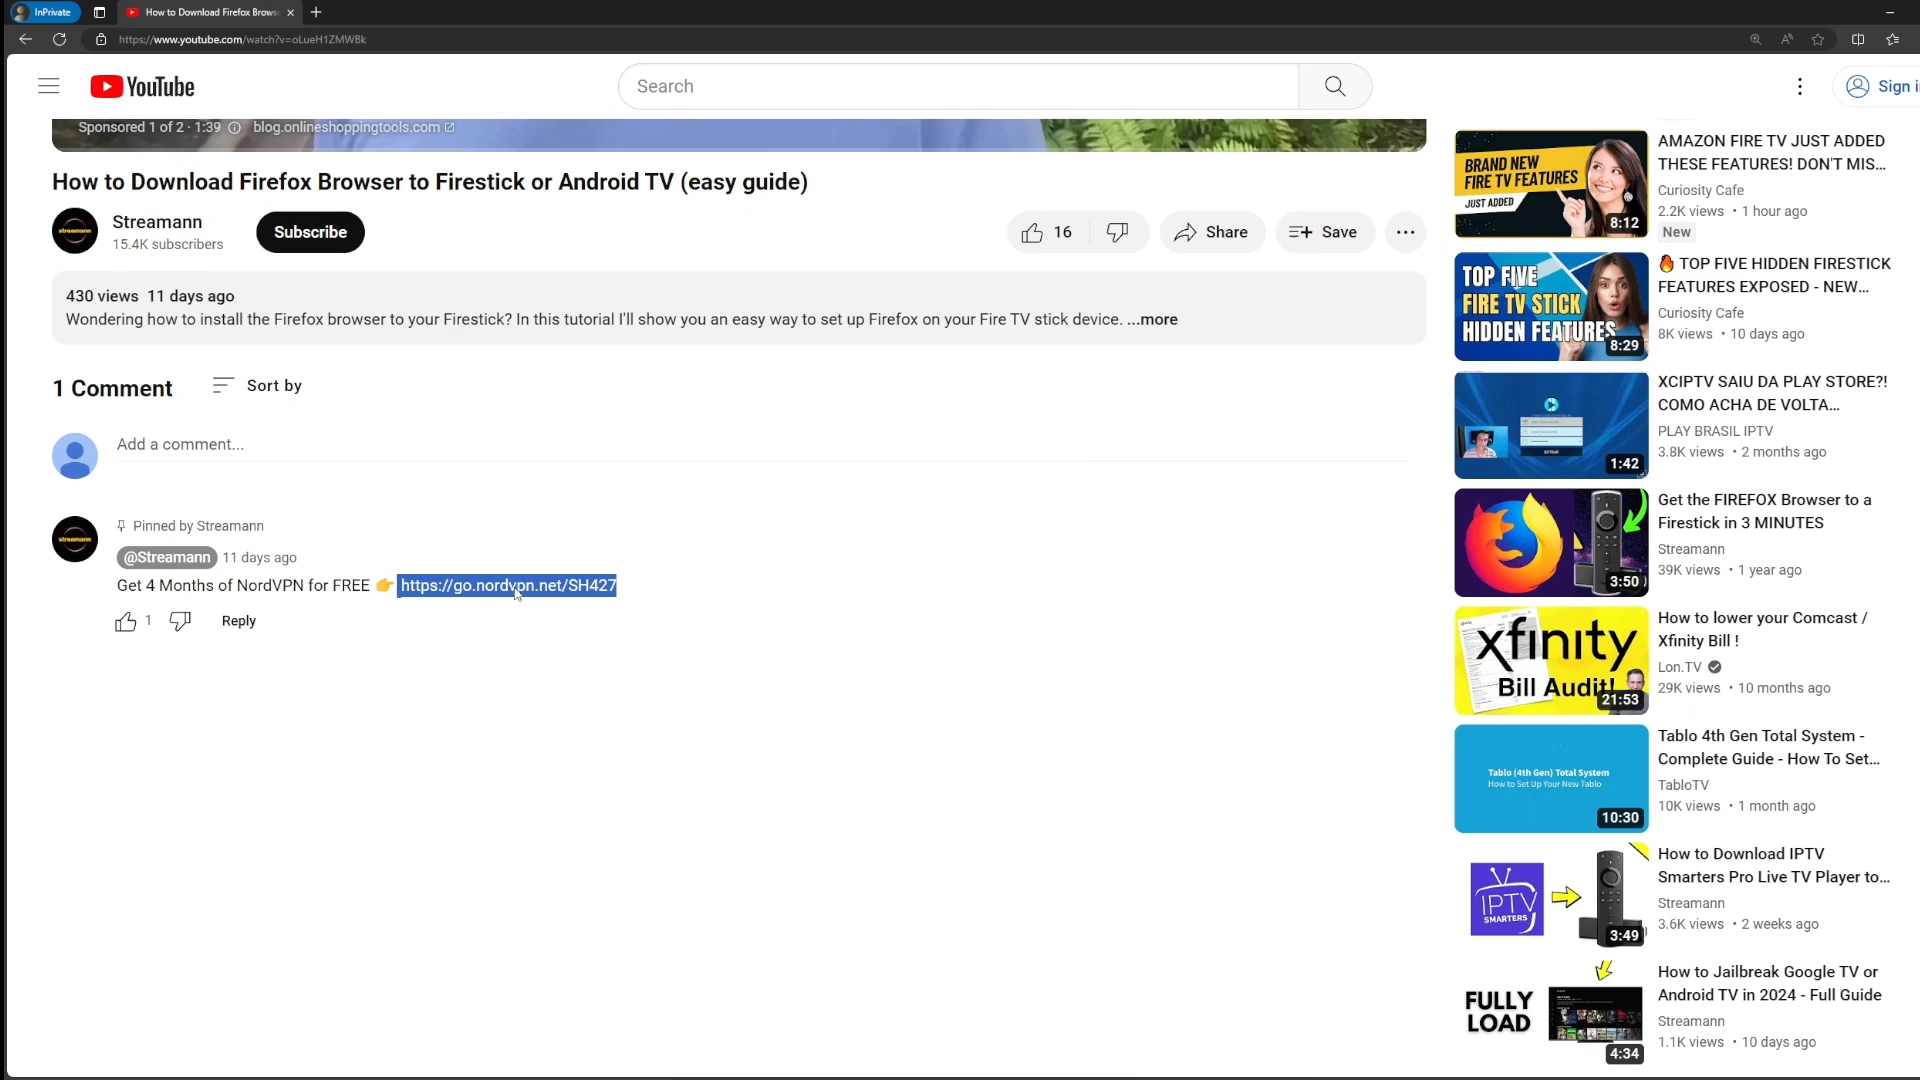 InPrivate
How to Download Firefox Brows
https://www.youtube.com/watch?v=oLueH1ZMWBk
YouTube
Search
Sign i
Sponsored 1 of 2 · 1:39 blog.onlineshoppingtools.com
How to Download Firefox Browser to Firestick or Android TV (easy guide)
Streamann
15.4K subscribers
Subscribe
16
Share
Save
430 views 11 days ago
Wondering how to install the Firefox browser to your Firestick? In this tutorial I'll show you an easy way to set up Firefox on your Fire TV stick device. ...more
1 Comment
Sort by
Add a comment...
streamann
Pinned by Streamann
@Streamann 11 days ago
Get 4 Months of NordVPN for FREE 👉 https://go.nordvpn.net/SH427
1
Reply
BRAND NEW
FIRE TV FEATURES
JUST ADDED
8:12
AMAZON FIRE TV JUST ADDED
THESE FEATURES! DON'T MIS...
Curiosity Cafe
2.2K views • 1 hour ago
New
TOP FIVE
FIRE TV STICK
HIDDEN FEATURES
8:29
🔥 TOP FIVE HIDDEN FIRESTICK
FEATURES EXPOSED - NEW...
Curiosity Cafe
8K views • 10 days ago
1:42
XCIPTV SAIU DA PLAY STORE?!
COMO ACHA DE VOLTA...
PLAY BRASIL IPTV
3.8K views • 2 months ago
3:50
Get the FIREFOX Browser to a
Firestick in 3 MINUTES
Streamann
39K views • 1 year ago
xfinity
Bill Audit!
21:53
How to lower your Comcast /
Xfinity Bill !
Lon.TV
29K views • 10 months ago
Tablo (4th Gen) Total System
How to Set Up Your New Tablo
10:30
Tablo 4th Gen Total System -
Complete Guide - How To Set...
TabloTV
10K views • 1 month ago
IPTV
SMARTERS
3:49
How to Download IPTV
Smarters Pro Live TV Player to...
Streamann
3.6K views • 2 weeks ago
FULLY
LOAD
4:34
How to Jailbreak Google TV or
Android TV in 2024 - Full Guide
Streamann
1.1K views • 10 days ago